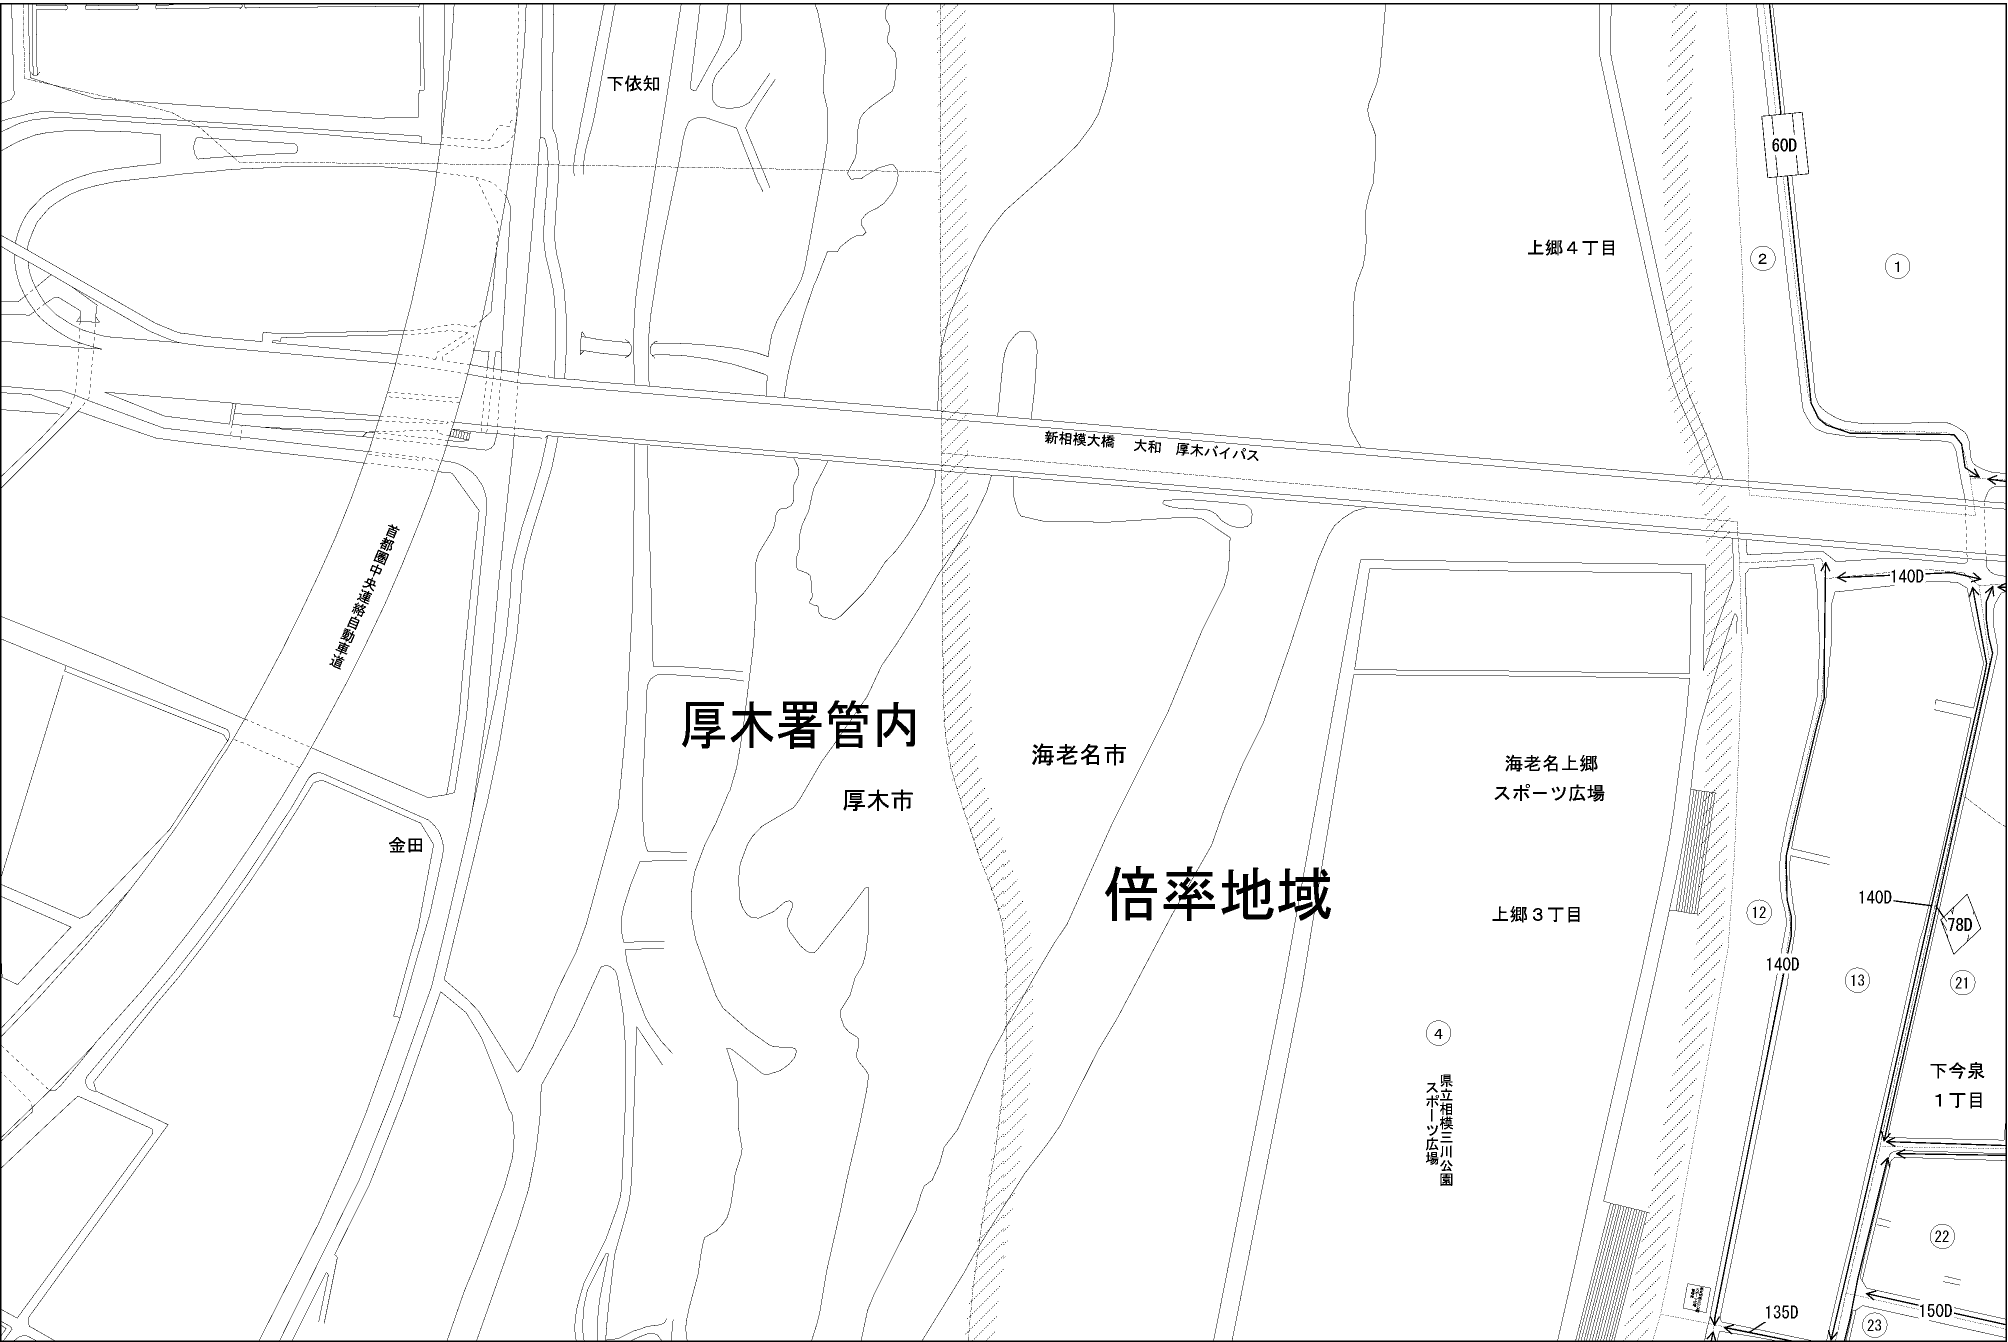 下依知
60D
上郷４丁目
2
1
新相模大橋　大和　厚木バイパス
首都圏中央連絡自動車道
140D
厚木署管内
海老名市
厚木市
海老名上郷
スポーツ広場
金田
倍率地域
上郷３丁目
12
140D
78D
140D
13
21
4
県立相模三川公園
スポーツ広場
下今泉
１丁目
22
135D
150D
23